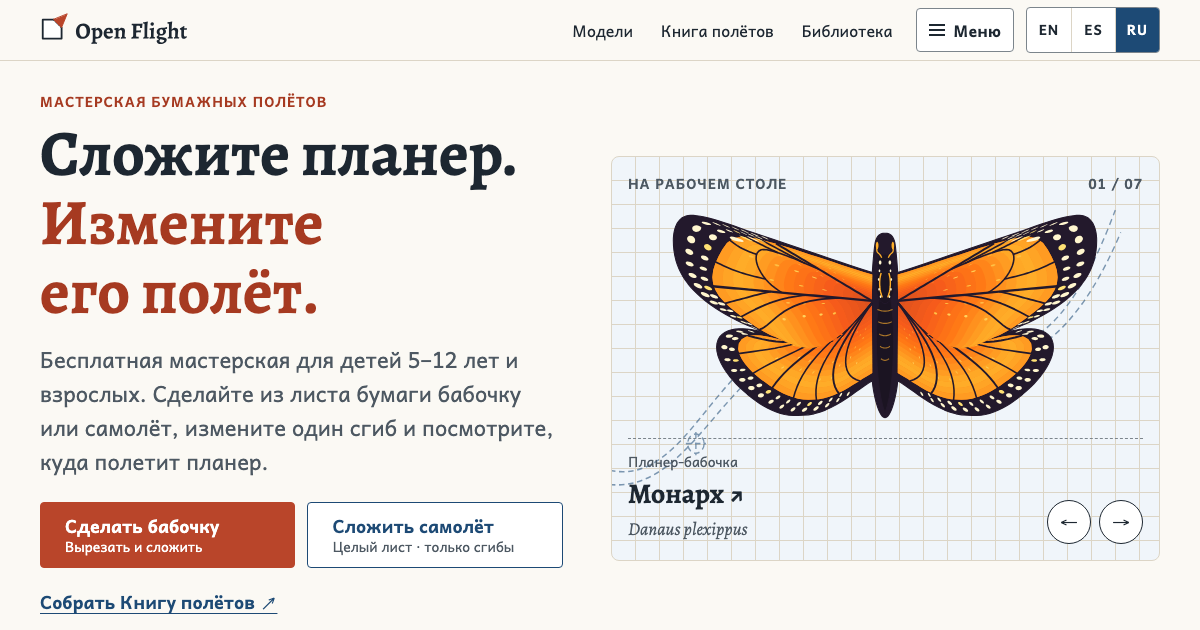 Open Flight
Модели
Книга полётов
Библиотека
Меню
EN
ES
RU
МАСТЕРСКАЯ БУМАЖНЫХ ПОЛЁТОВ
Сложите планер.
Измените
его полёт.
Бесплатная мастерская для детей 5–12 лет и
взрослых. Сделайте из листа бумаги бабочку
или самолёт, измените один сгиб и посмотрите,
куда полетит планер.
Сделать бабочку
Вырезать и сложить
Сложить самолёт
Целый лист · только сгибы
Собрать Книгу полётов ↗
НА РАБОЧЕМ СТОЛЕ
01 / 07
Планер-бабочка
Монарх ↗
Danaus plexippus
← →